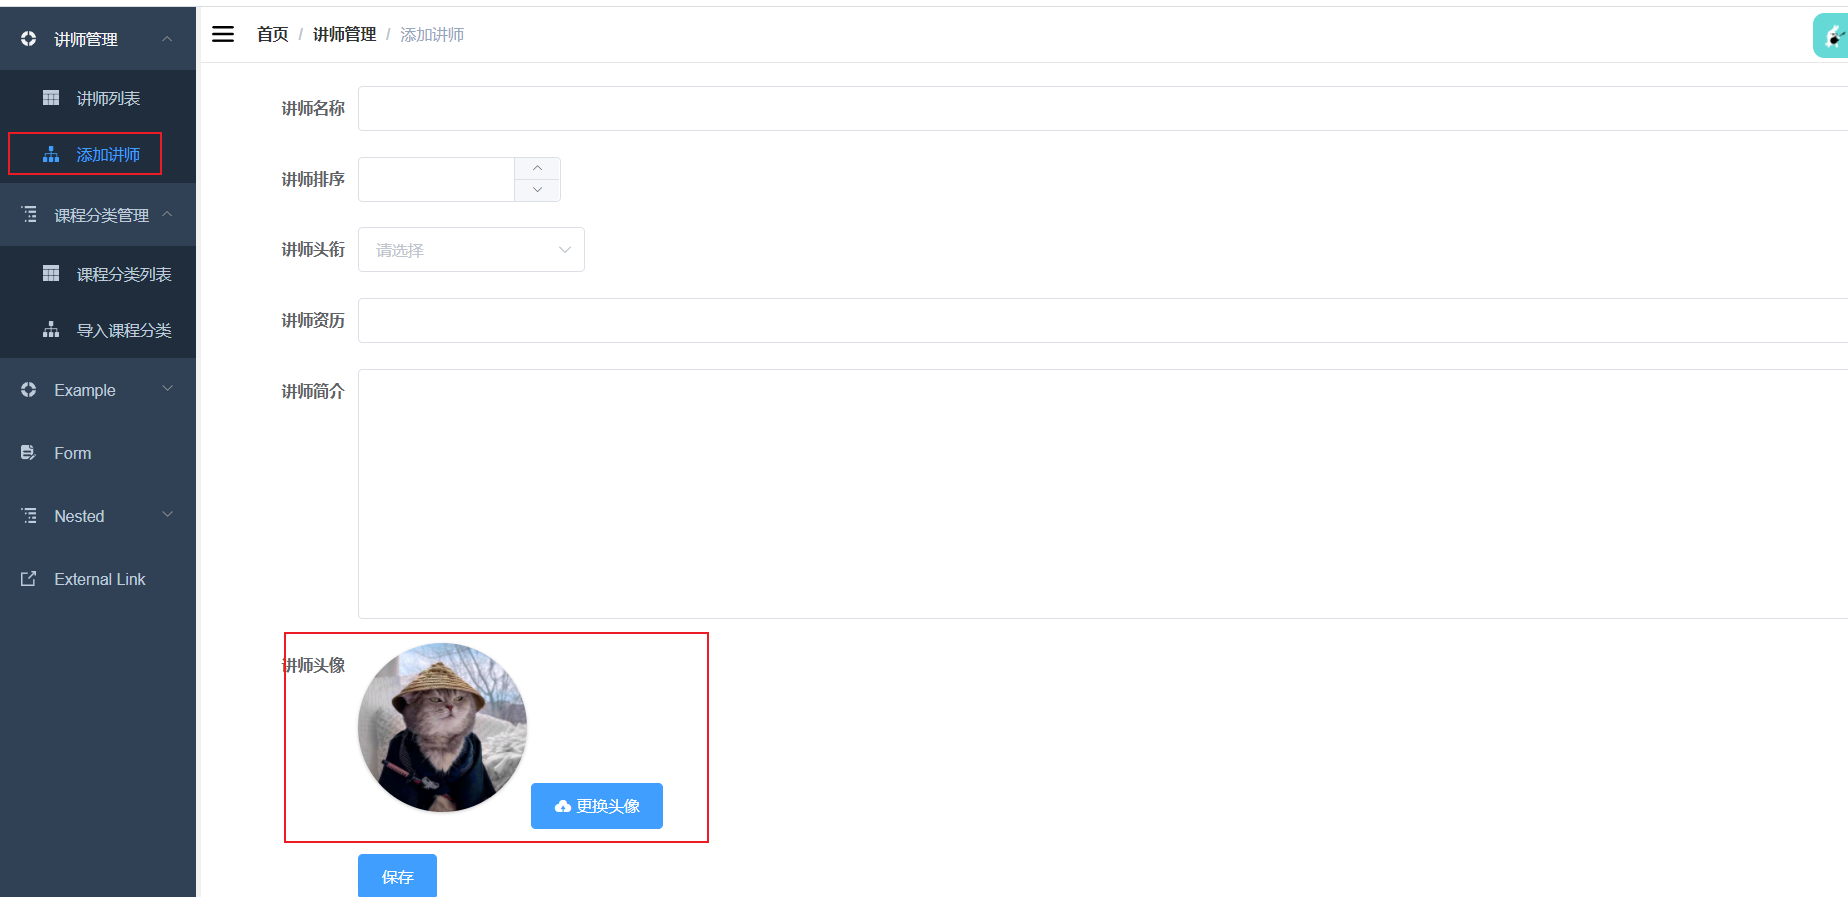 讲师管理
讲师列表
添加讲师
课程分类管理
课程分类列表
导入课程分类
Example
Form
Nested
External Link
首页 / 讲师管理 / 添加讲师
讲师名称
讲师排序
讲师头衔
请选择
讲师资历
讲师简介
讲师头像
更换头像
保存